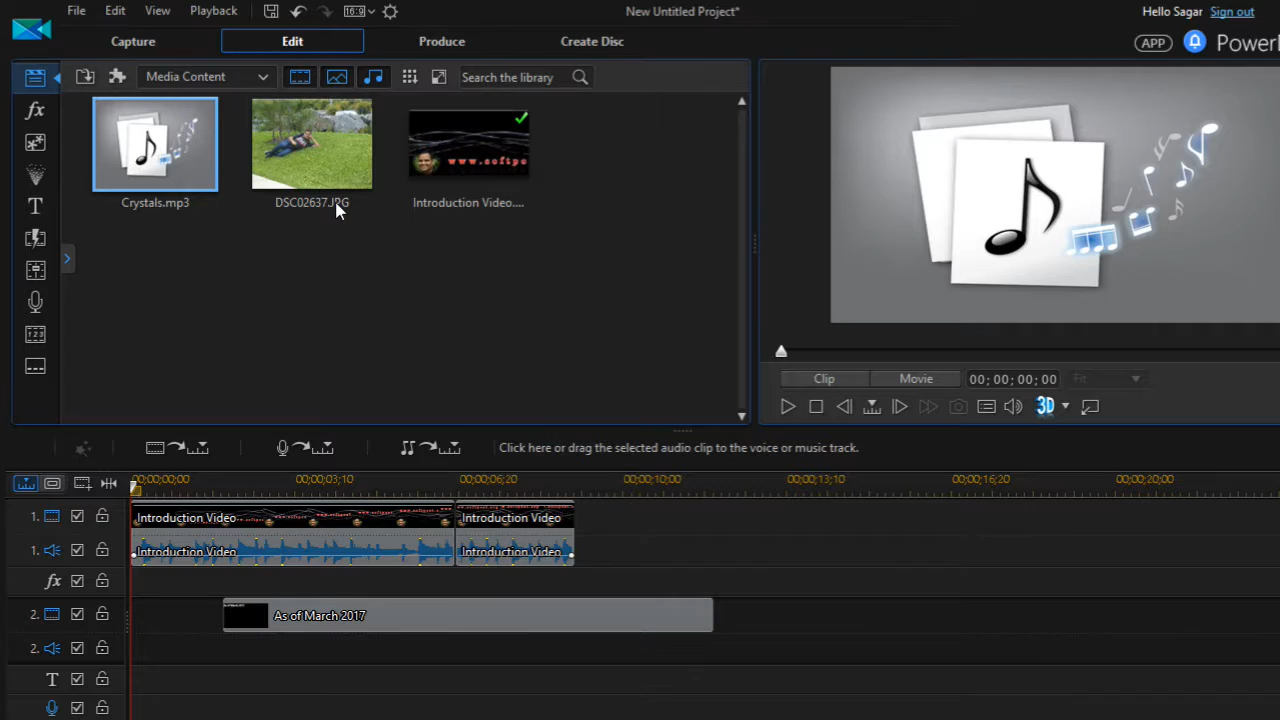 File Edit View Playback 16:9 New Untitled Project* Hello Sagar Sign out
Capture Edit Produce Create Disc APP
Media Content Search the library
fx
www.softpo
Crystals.mp3 DSC02637.JPG Introduction Video....
T
123
Clip Movie 00;00;00;00 Fit
3D
Click here or drag the selected audio clip to the voice or music track.
00;00;00;00 00;00;03;10 00;00;06;20 00;00;10;00 00;00;13;10 00;00;16;20 00;00;20;00
1. Introduction Video Introduction Video
1. Introduction Video Introduction Video
fx
2. As of March 2017
2.
T